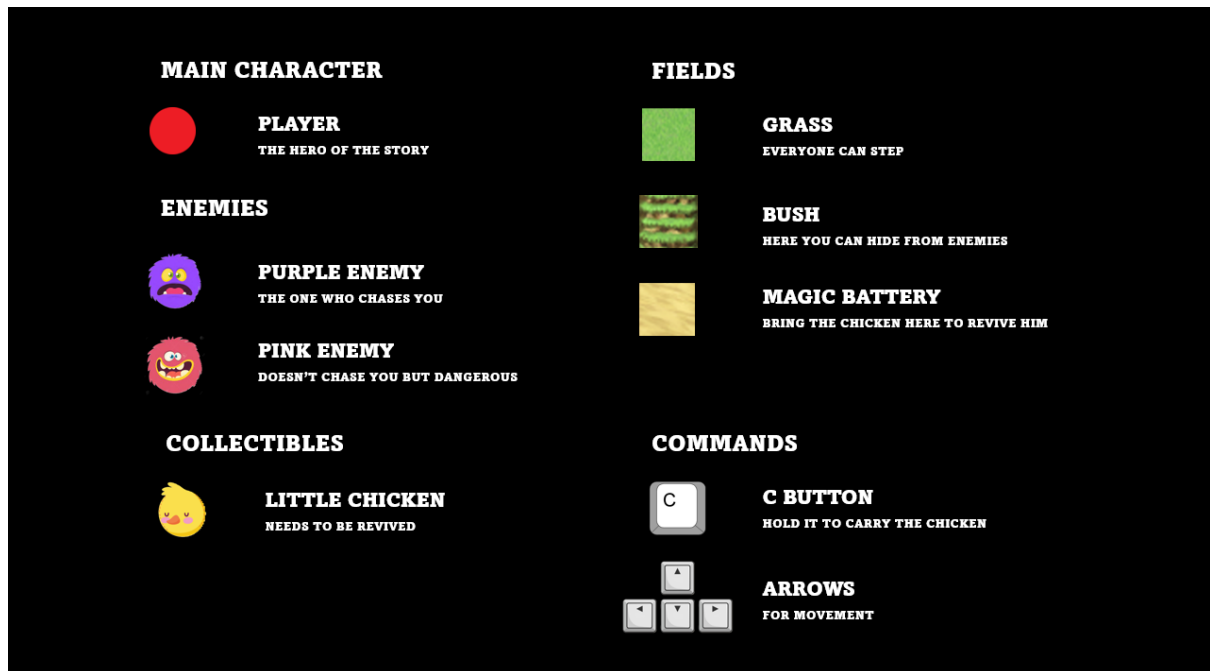 MAIN CHARACTER
PLAYER
THE HERO OF THE STORY
ENEMIES
PURPLE ENEMY
THE ONE WHO CHASES YOU
PINK ENEMY
DOESN'T CHASE YOU BUT DANGEROUS
COLLECTIBLES
LITTLE CHICKEN
NEEDS TO BE REVIVED
FIELDS
GRASS
EVERYONE CAN STEP
BUSH
HERE YOU CAN HIDE FROM ENEMIES
MAGIC BATTERY
BRING THE CHICKEN HERE TO REVIVE HIM
COMMANDS
C
C BUTTON
HOLD IT TO CARRY THE CHICKEN
ARROWS
FOR MOVEMENT